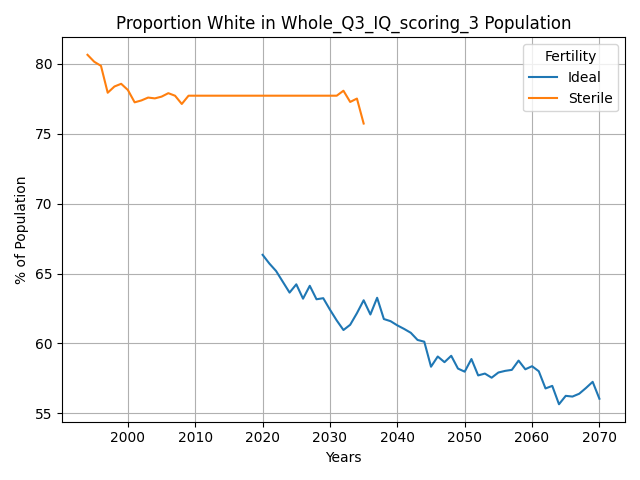 Proportion White in Whole_Q3_IQ_scoring_3 Population
Fertility
Ideal
Sterile
80
75
70
65
60
55
% of Population
2000
2010
2020
2030
2040
2050
2060
2070
Years